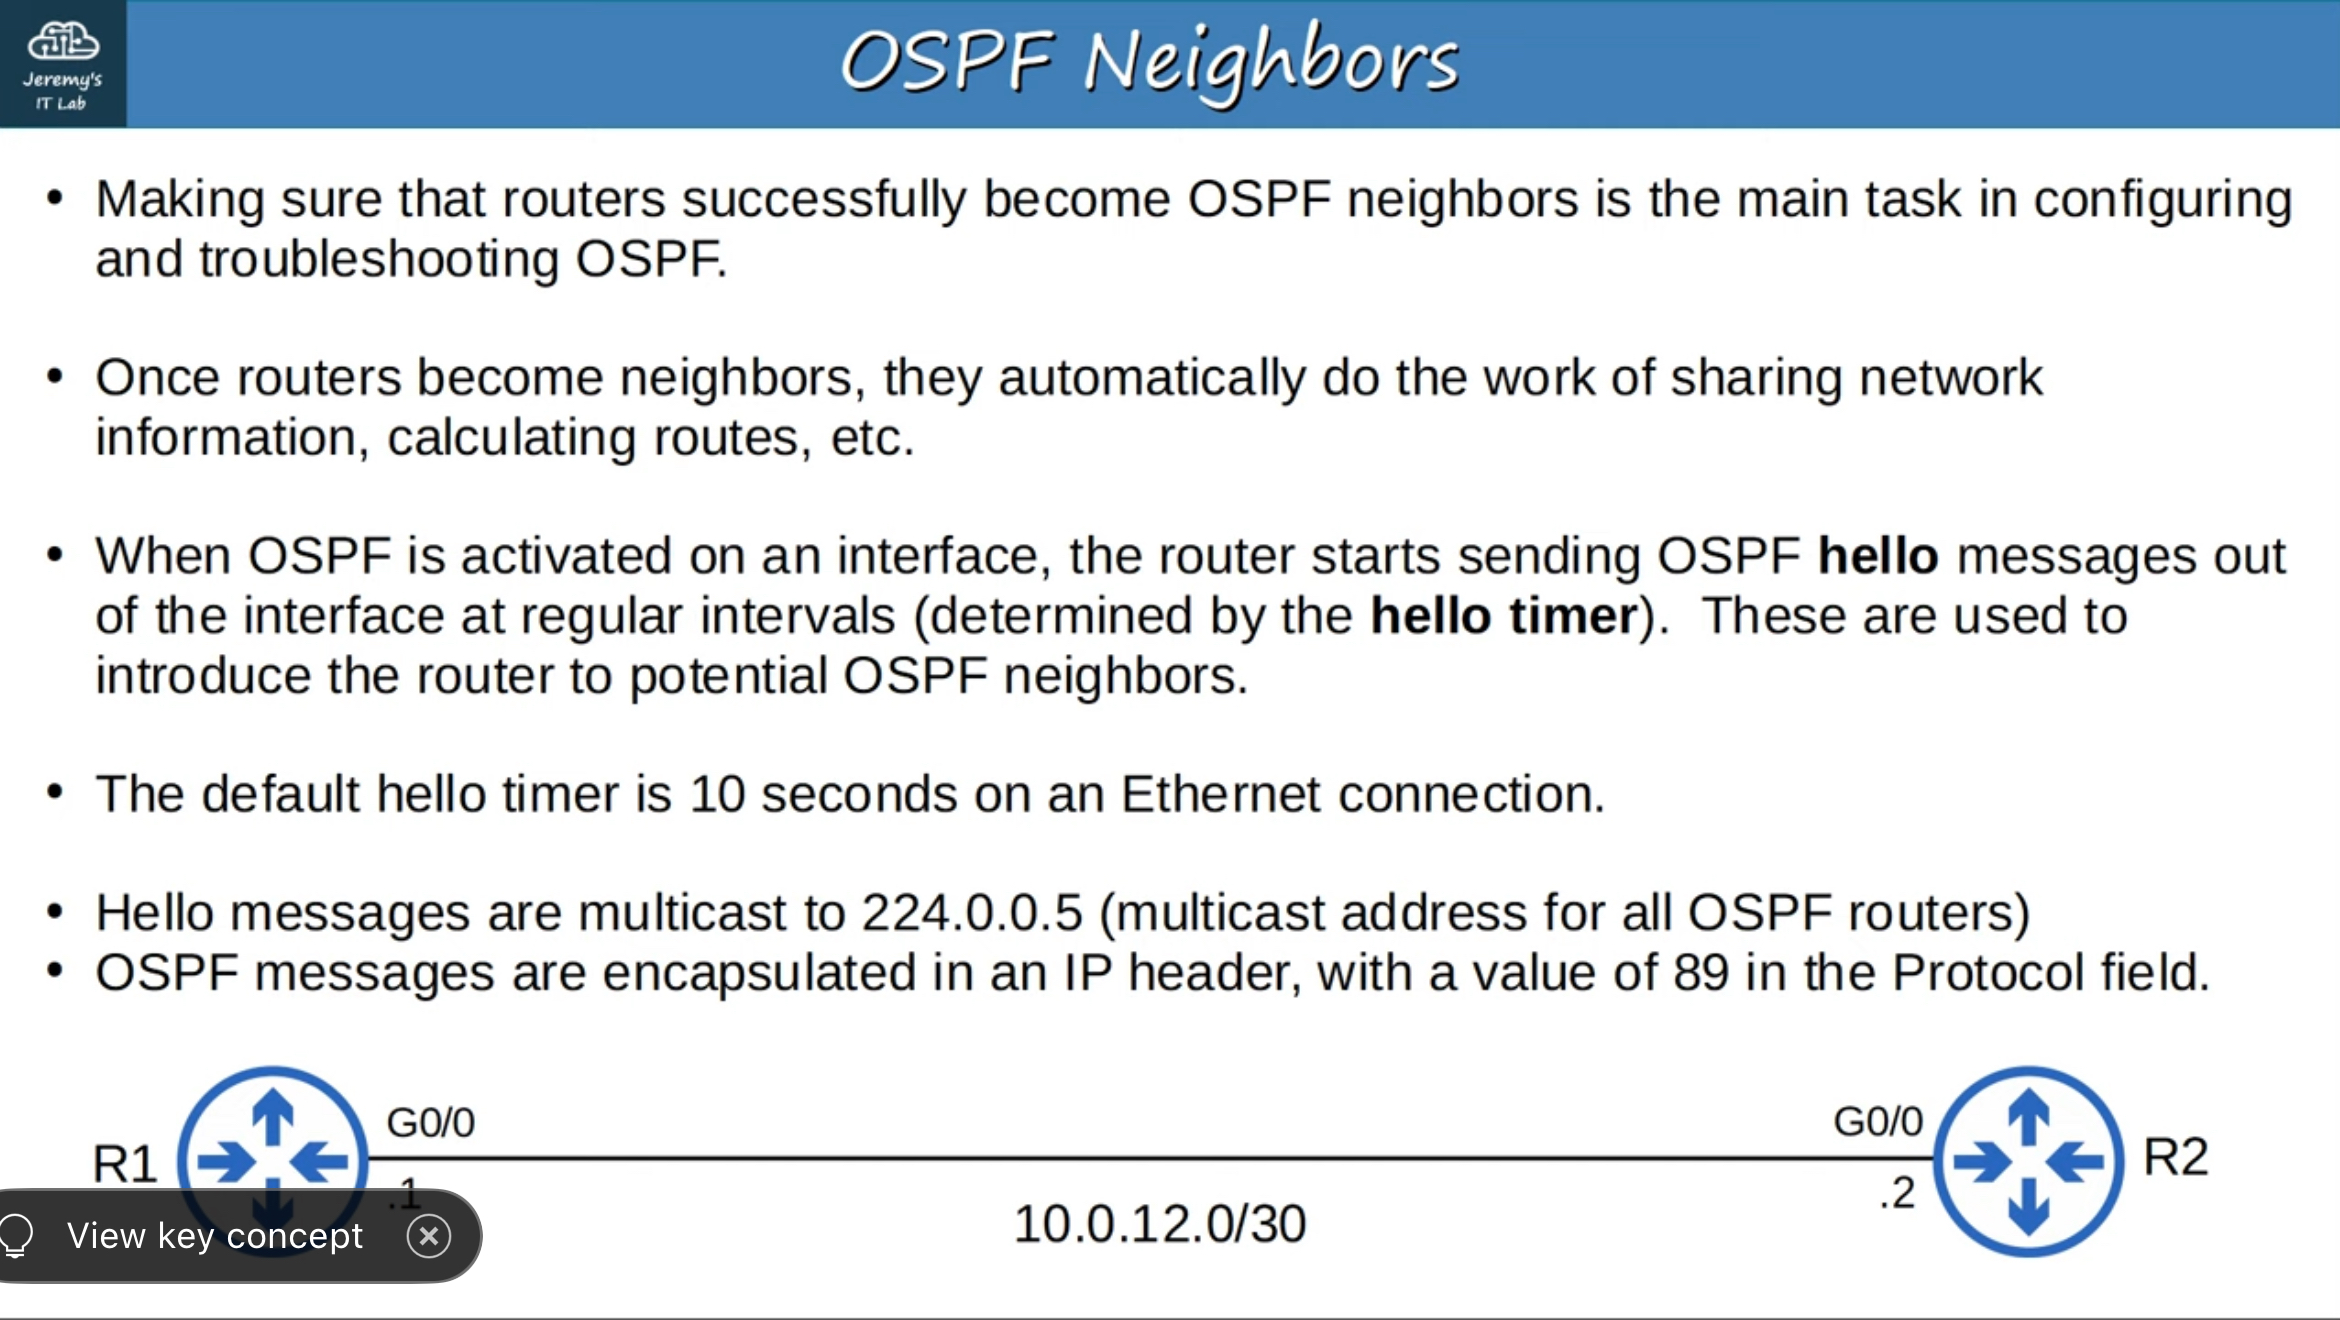 Jeremy's
IT Lab
OSPF Neighbors
• Making sure that routers successfully become OSPF neighbors is the main task in configuring
and troubleshooting OSPF.
• Once routers become neighbors, they automatically do the work of sharing network
information, calculating routes, etc.
• When OSPF is activated on an interface, the router starts sending OSPF hello messages out
of the interface at regular intervals (determined by the hello timer).  These are used to
introduce the router to potential OSPF neighbors.
• The default hello timer is 10 seconds on an Ethernet connection.
• Hello messages are multicast to 224.0.0.5 (multicast address for all OSPF routers)
• OSPF messages are encapsulated in an IP header, with a value of 89 in the Protocol field.
R1
G0/0
.1
10.0.12.0/30
G0/0
.2
R2
View key concept